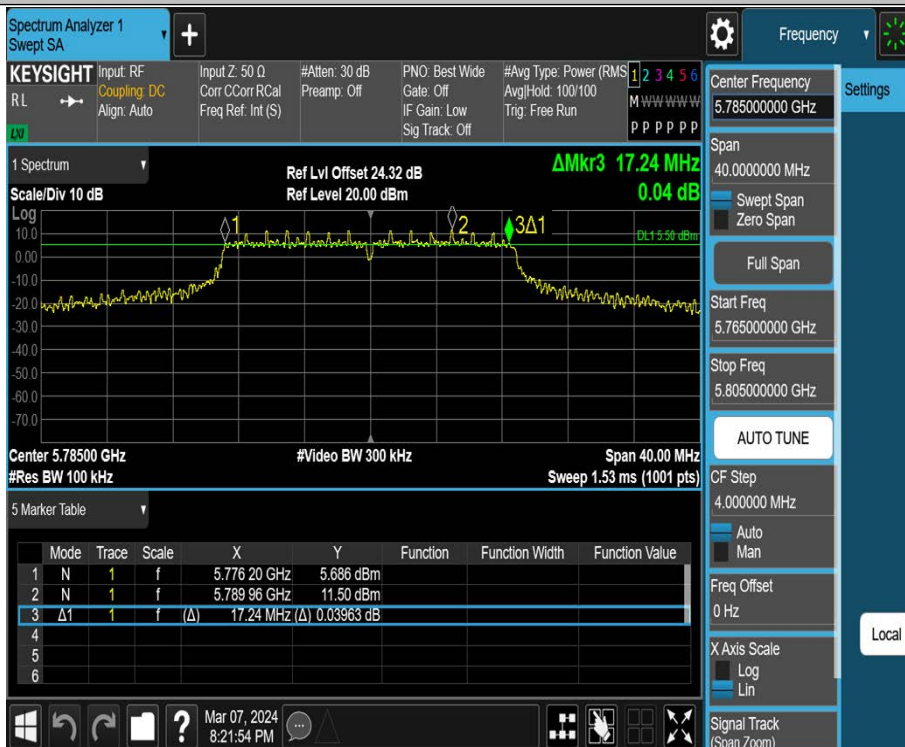 Spectrum Analyzer 1
Swept SA
Frequency
KEYSIGHT
RL
LXI
Input: RF
Coupling: DC
Align: Auto
Input Z: 50 Ω
Corr CCorr RCal
Freq Ref: Int (S)
#Atten: 30 dB
Preamp: Off
PNO: Best Wide
Gate: Off
IF Gain: Low
Sig Track: Off
#Avg Type: Power (RMS
Avg|Hold: 100/100
Trig: Free Run
1 2 3 4 5 6
M W W W W W
P P P P P P
1 Spectrum
Scale/Div 10 dB
Ref Lvl Offset 24.32 dB
Ref Level 20.00 dBm
ΔMkr3 17.24 MHz
0.04 dB
Log
10.0
0.00
-10.0
-20.0
-30.0
-40.0
-50.0
-60.0
-70.0
1
2
3Δ1
DL1 5.50 dBm
Center 5.78500 GHz
#Res BW 100 kHz
#Video BW 300 kHz
Span 40.00 MHz
Sweep 1.53 ms (1001 pts)
5 Marker Table
Mode Trace Scale X Y Function Function Width Function Value
1 N 1 f 5.776 20 GHz 5.686 dBm
2 N 1 f 5.789 96 GHz 11.50 dBm
3 Δ1 1 f (Δ) 17.24 MHz (Δ) 0.03963 dB
4
5
6
Mar 07, 2024
8:21:54 PM
Center Frequency
5.785000000 GHz
Span
40.0000000 MHz
Swept Span
Zero Span
Full Span
Start Freq
5.765000000 GHz
Stop Freq
5.805000000 GHz
AUTO TUNE
CF Step
4.000000 MHz
Auto
Man
Freq Offset
0 Hz
X Axis Scale
Log
Lin
Signal Track
(Span Zoom)
Settings
Local